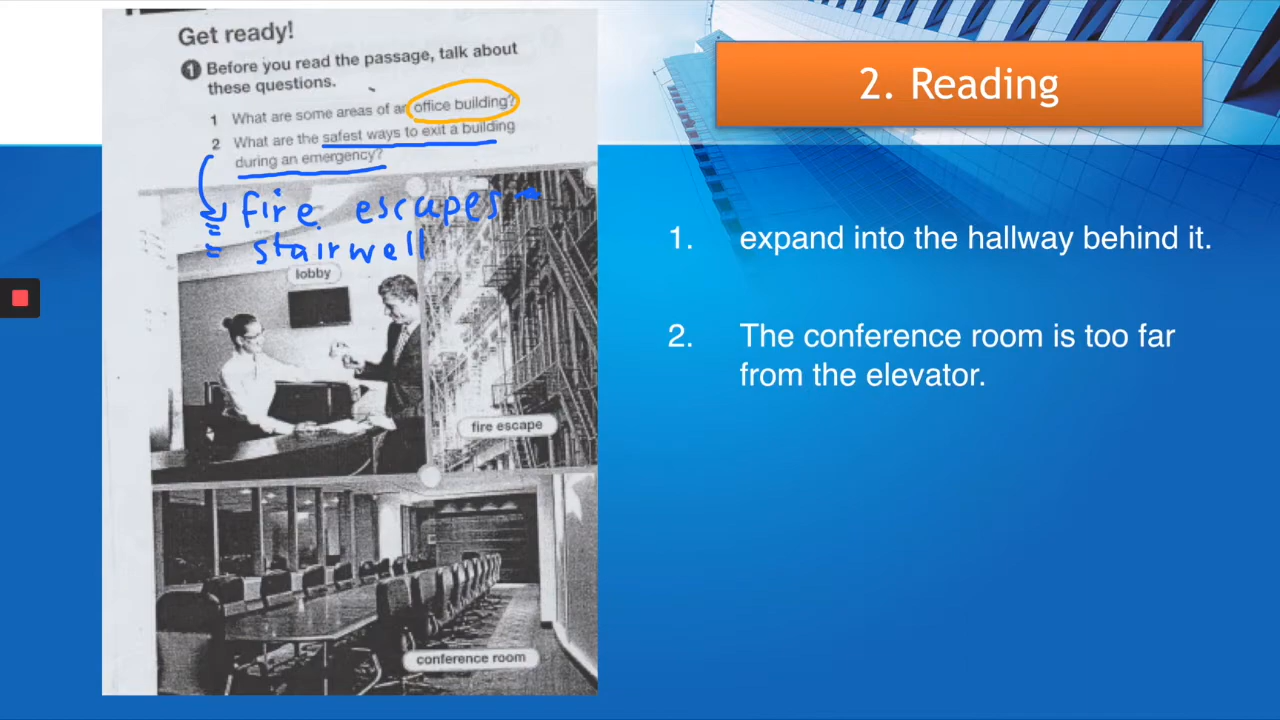 Get ready!
1 Before you read the passage, talk about
these questions.
1 What are some areas of an office building?
2 What are the safest ways to exit a building
during an emergency?
fire escapes
= stairwell
lobby
fire escape
conference room
2. Reading
1. expand into the hallway behind it.
2. The conference room is too far
from the elevator.